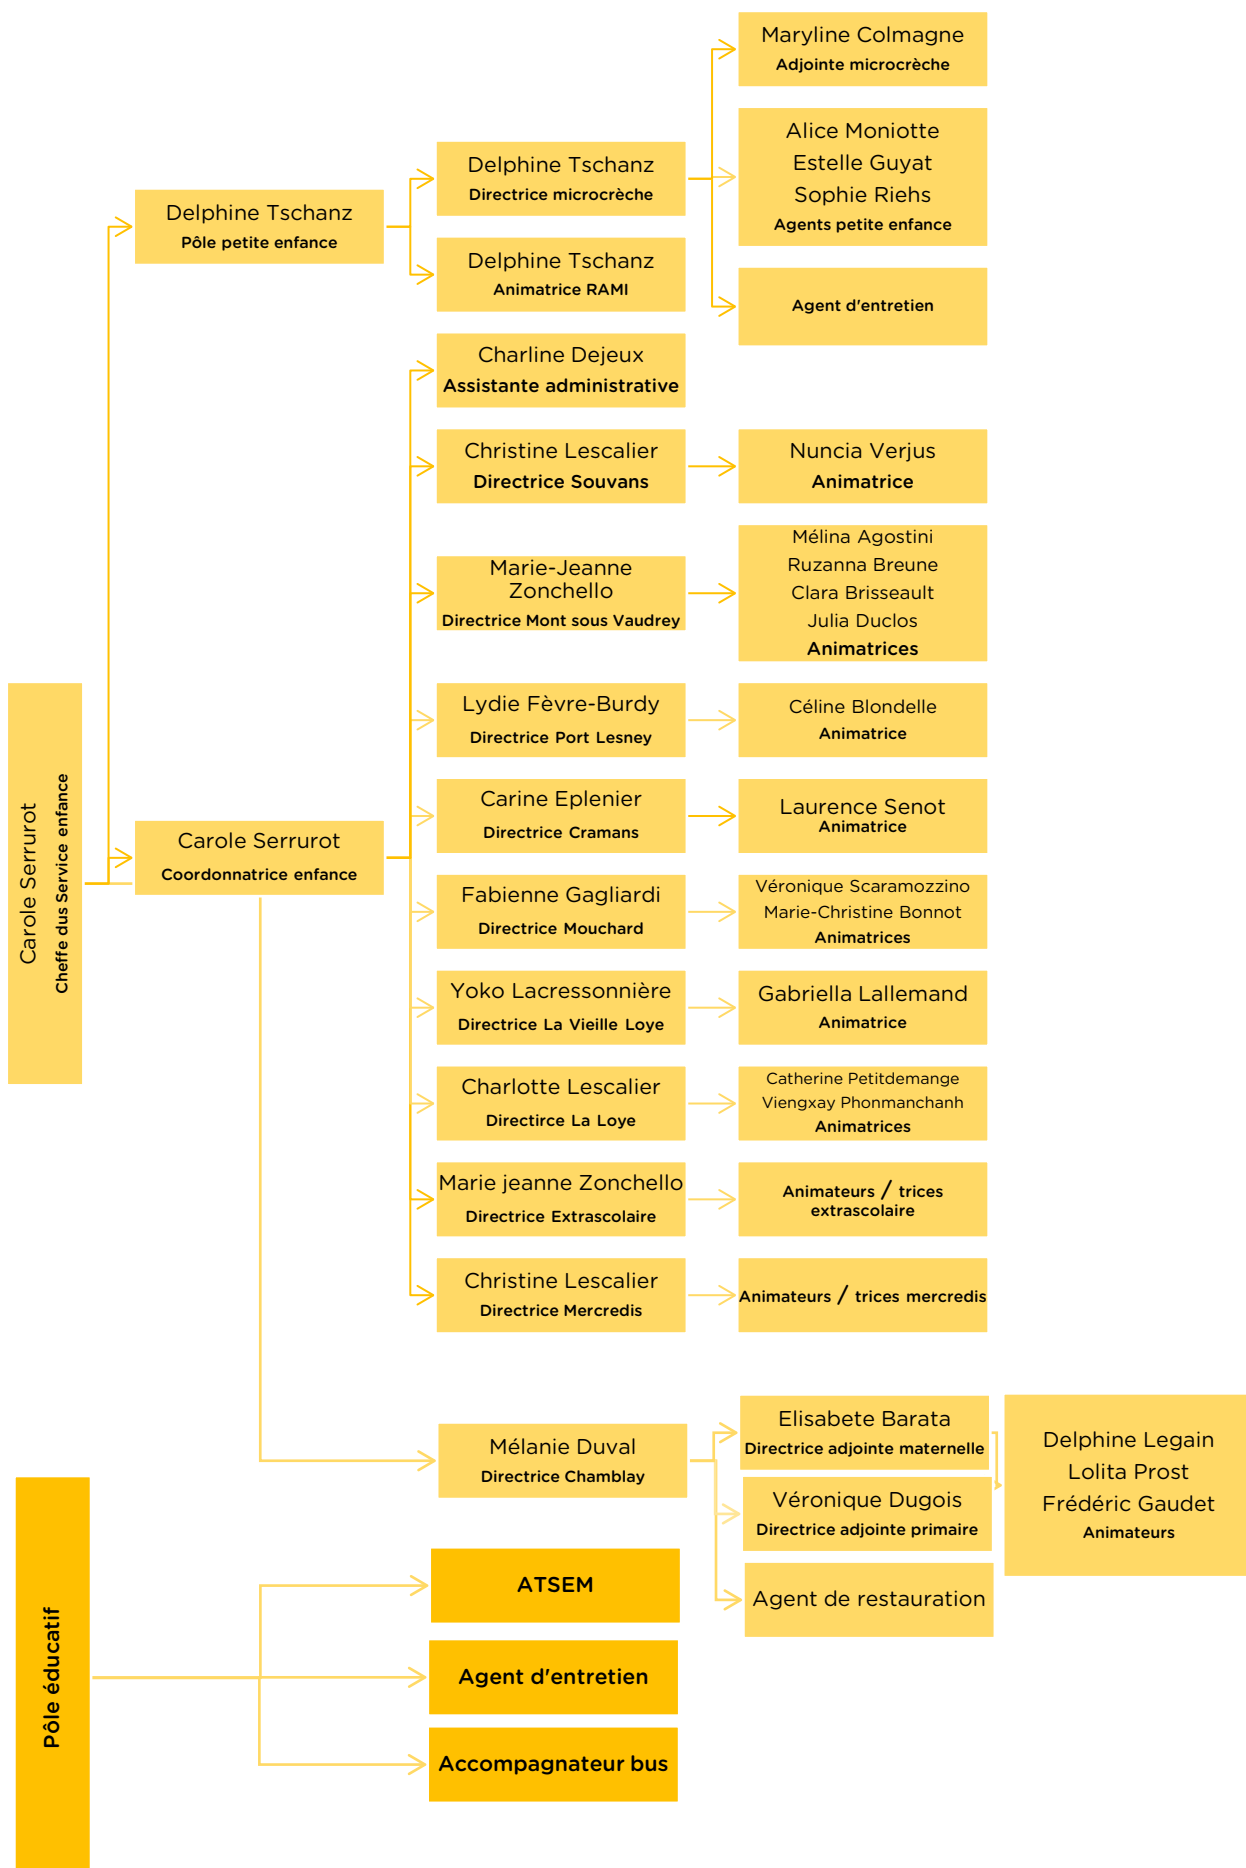 Maryline Colmagne
Adjointe microcrèche
Alice Moniotte
Estelle Guyat
Sophie Riehs
Agents petite enfance
Delphine Tschanz
Directrice microcrèche
Delphine Tschanz
Pôle petite enfance
Delphine Tschanz
Animatrice RAMI
Agent d'entretien
Charline Dejeux
Assistante administrative
Christine Lescalier
Directrice Souvans
Nuncia Verjus
Animatrice
Marie-Jeanne
Zonchello
Directrice Mont sous Vaudrey
Mélina Agostini
Ruzanna Breune
Clara Brisseault
Julia Duclos
Animatrices
Lydie Fèvre-Burdy
Directrice Port Lesney
Céline Blondelle
Animatrice
Carole Serrurot
Cheffe dus Service enfance
Carole Serrurot
Coordonnatrice enfance
Carine Eplenier
Directrice Cramans
Laurence Senot
Animatrice
Fabienne Gagliardi
Directrice Mouchard
Véronique Scaramozzino
Marie-Christine Bonnot
Animatrices
Yoko Lacressonnière
Directrice La Vieille Loye
Gabriella Lallemand
Animatrice
Charlotte Lescalier
Directirce La Loye
Catherine Petitdemange
Viengxay Phonmanchanh
Animatrices
Marie jeanne Zonchello
Directrice Extrascolaire
Animateurs / trices
extrascolaire
Christine Lescalier
Directrice Mercredis
Animateurs / trices mercredis
Mélanie Duval
Directrice Chamblay
Elisabete Barata
Directrice adjointe maternelle
Véronique Dugois
Directrice adjointe primaire
Agent de restauration
Delphine Legain
Lolita Prost
Frédéric Gaudet
Animateurs
Pôle éducatif
ATSEM
Agent d'entretien
Accompagnateur bus